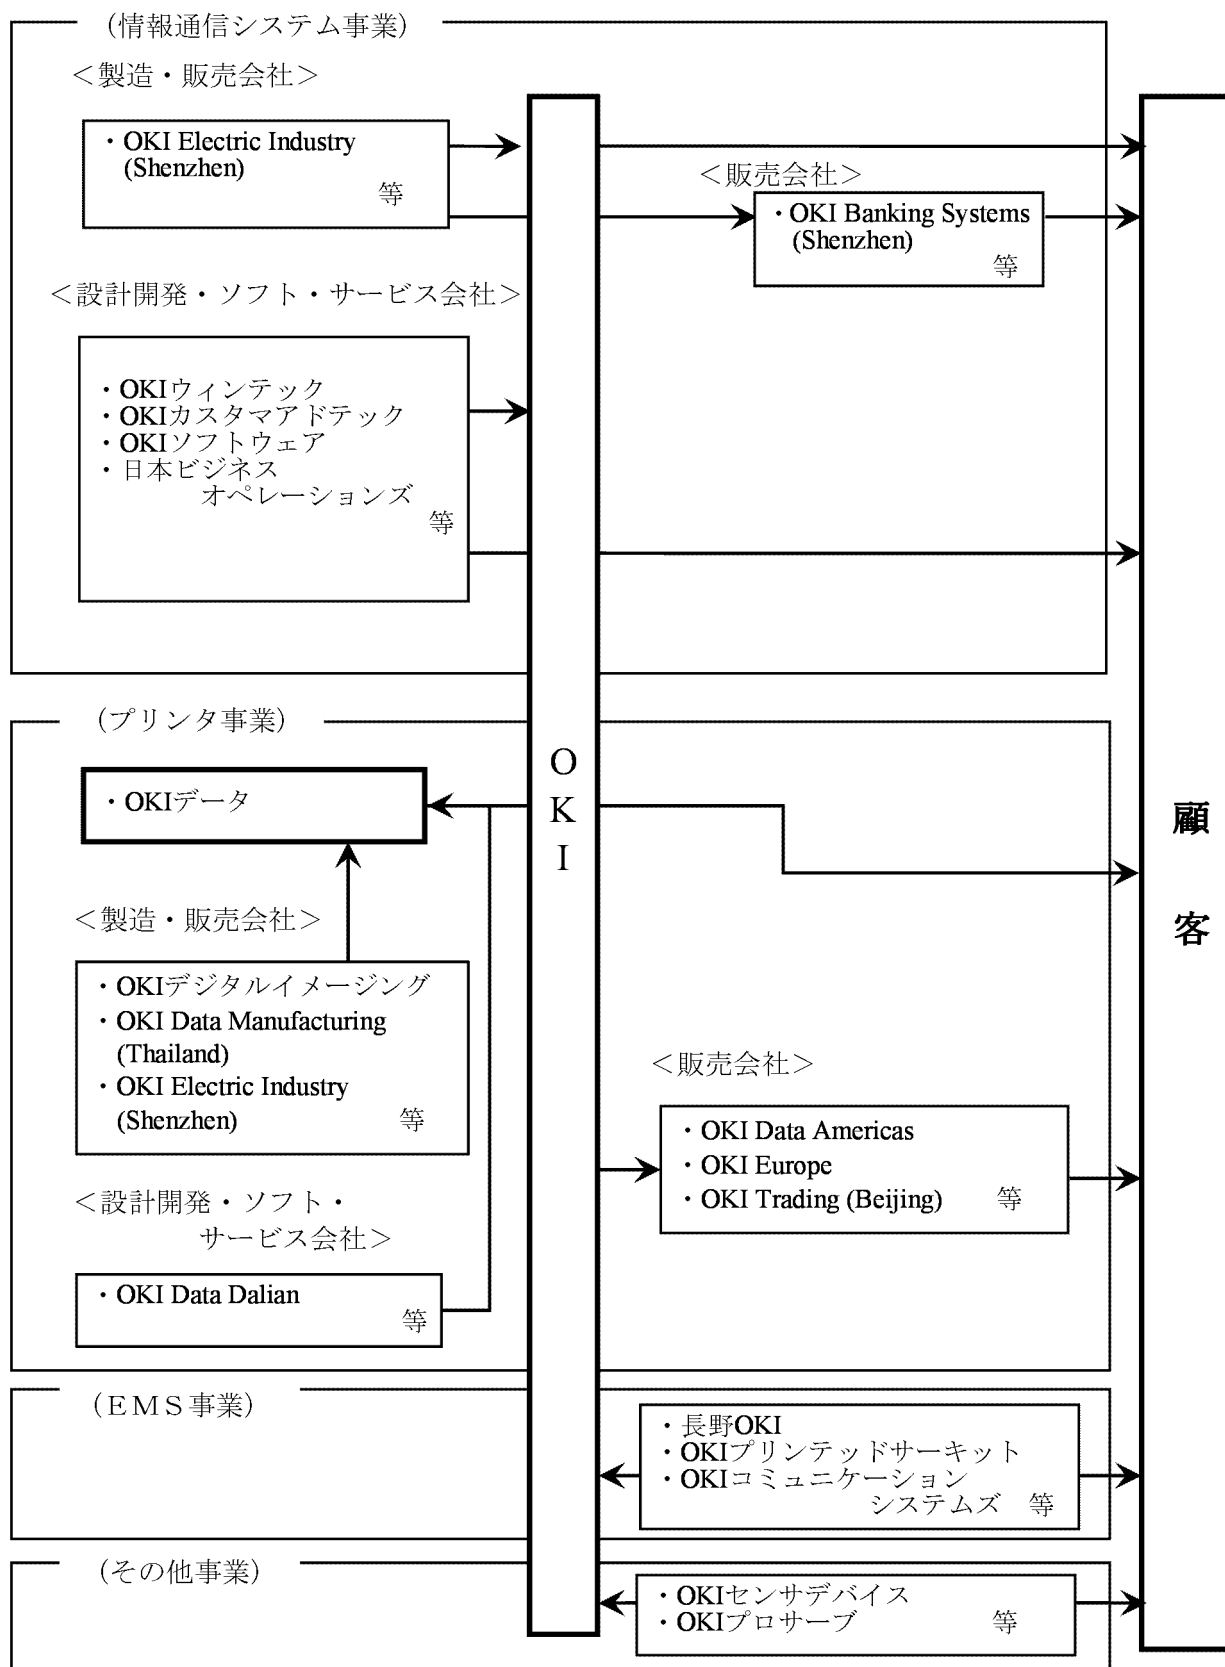 (情報通信システム事業)
＜製造・販売会社＞
・OKI Electric Industry
(Shenzhen)
等
＜販売会社＞
・OKI Banking Systems
(Shenzhen)
等
＜設計開発・ソフト・サービス会社＞
・OKIウィンテック
・OKIカスタマアドテック
・OKIソフトウェア
・日本ビジネス
オペレーションズ
等
(プリンタ事業)
・OKIデータ
＜製造・販売会社＞
・OKIデジタルイメージング
・OKI Data Manufacturing
(Thailand)
・OKI Electric Industry
(Shenzhen)
等
＜設計開発・ソフト・
サービス会社＞
・OKI Data Dalian
等
＜販売会社＞
・OKI Data Americas
・OKI Europe
・OKI Trading (Beijing) 等
O
K
I
顧
客
(ＥＭＳ事業)
・長野OKI
・OKIプリンテッドサーキット
・OKIコミュニケーション
システムズ 等
(その他事業)
・OKIセンサデバイス
・OKIプロサーブ 等